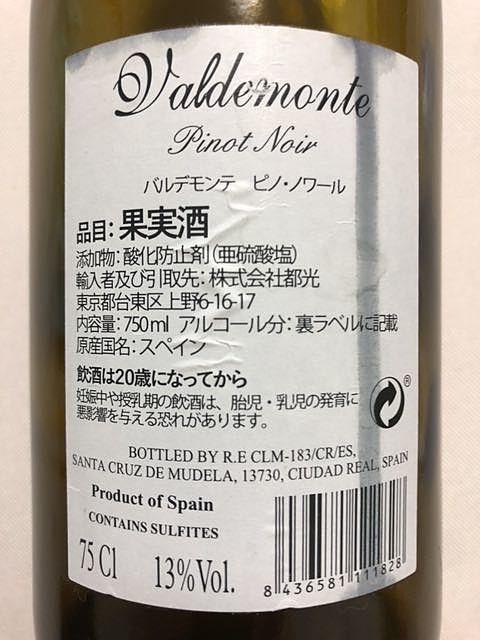 Valdemonte
Pinot Noir
バルデモンテ ピノ・ノワール
品目：果実酒
添加物：酸化防止剤（亜硫酸塩）
輸入者及び引取先：株式会社都光
東京都台東区上野6-16-17
内容量：750ml アルコール分：裏ラベルに記載
原産国名：スペイン
飲酒は20歳になってから
妊娠中や授乳期の飲酒は、胎児・乳児の発育に
悪影響を与える恐れがあります。
®
BOTTLED BY R.E CLM-183/CR/ES,
SANTA CRUZ DE MUDELA, 13730, CIUDAD REAL, SPAIN
Product of Spain
CONTAINS SULFITES
75 Cl 13%Vol.
8 436581 111828